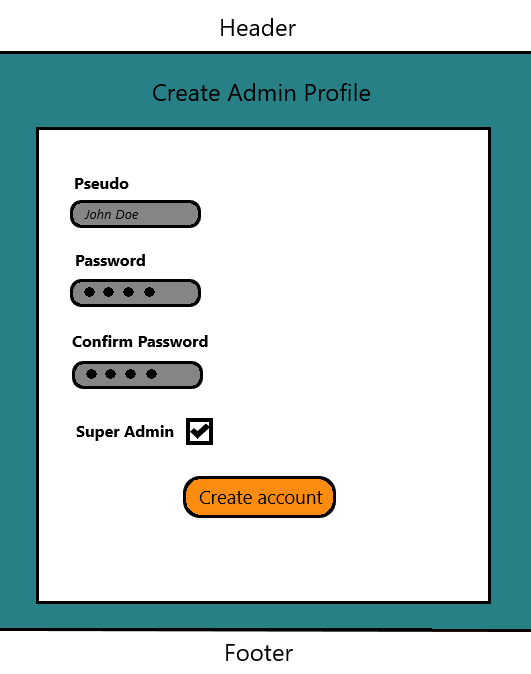 Header
Create Admin Profile
Pseudo
John Doe
Password
Confirm Password
Super Admin
Create account
Footer